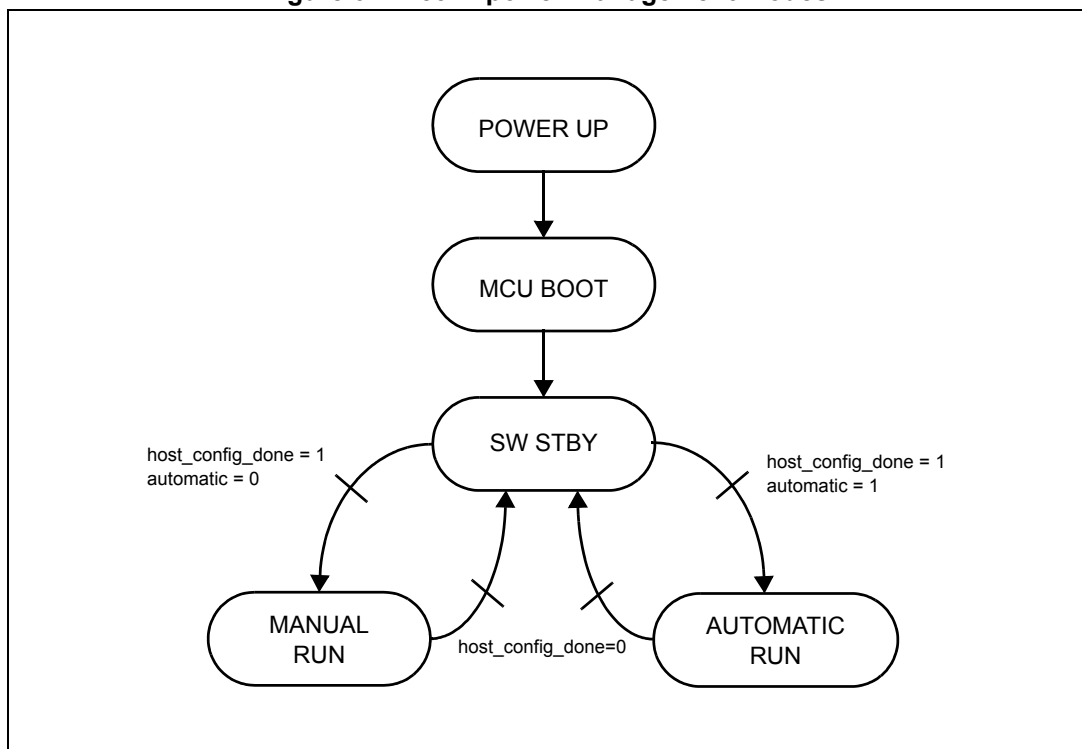 POWER UP
MCU BOOT
SW STBY
host_config_done = 1
automatic = 0
host_config_done = 1
automatic = 1
MANUAL
RUN
host_config_done=0
AUTOMATIC
RUN